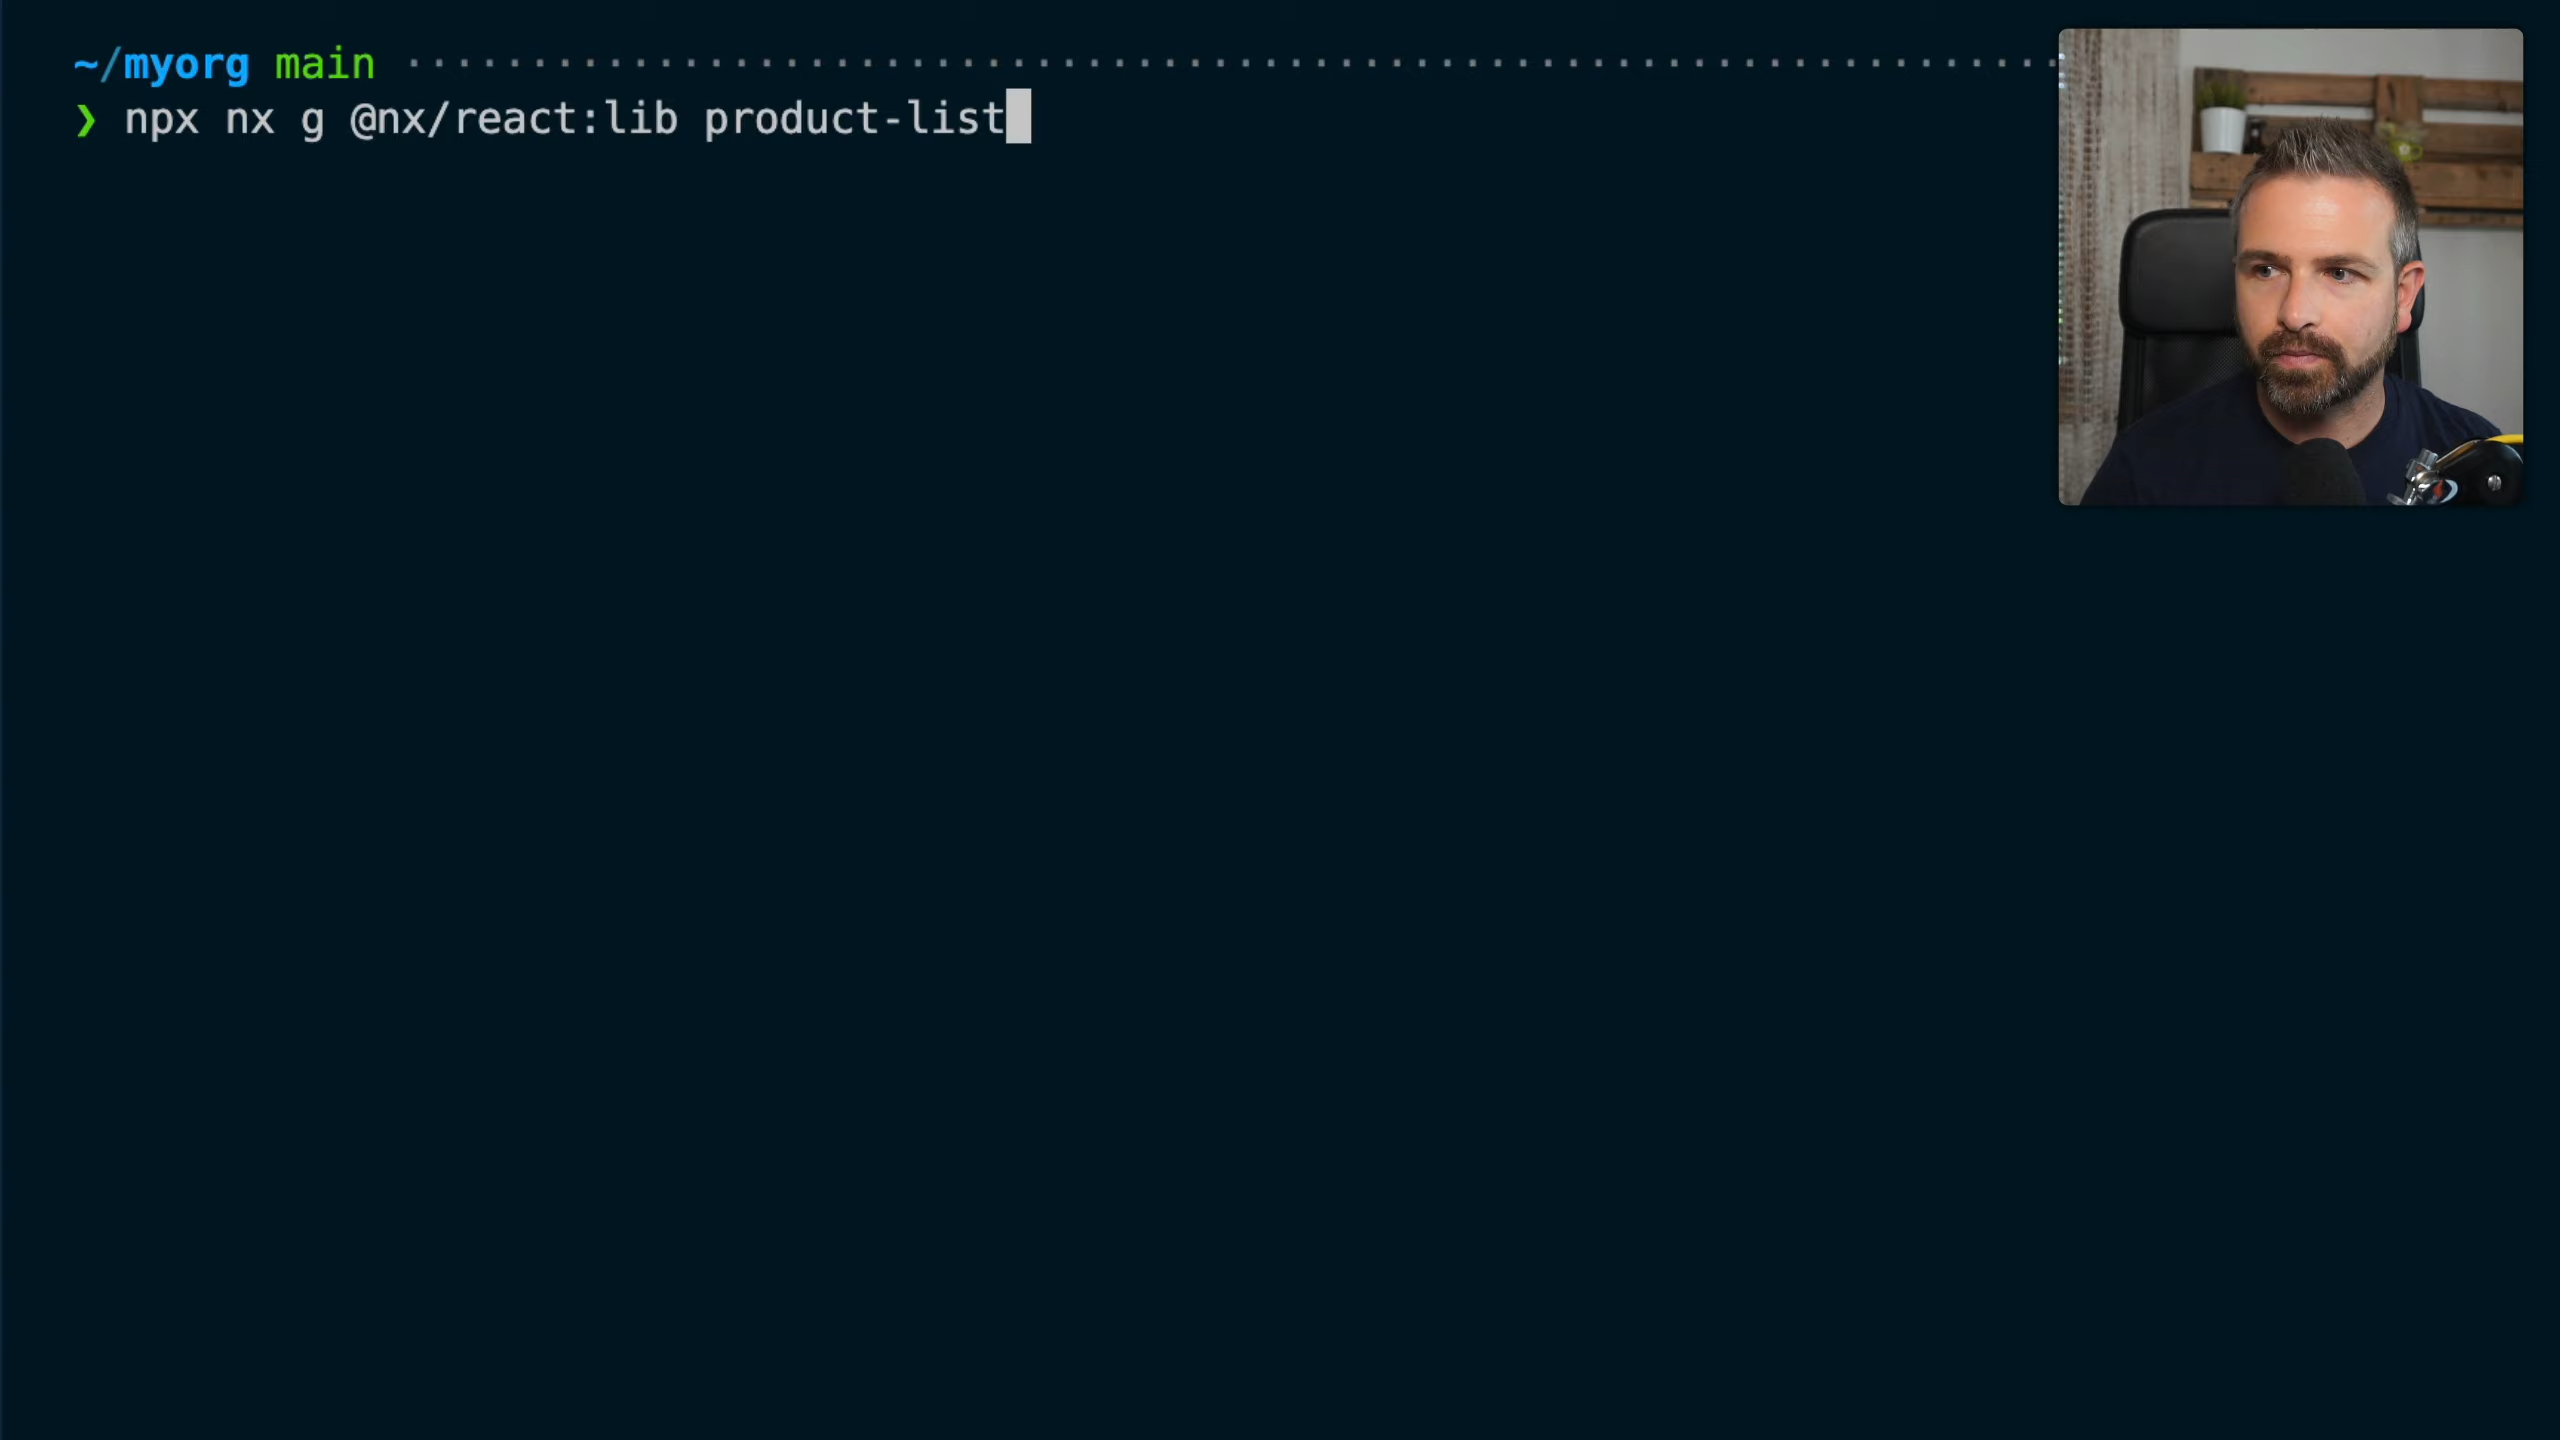 ~/myorg main
❯ npx nx g @nx/react:lib product-list